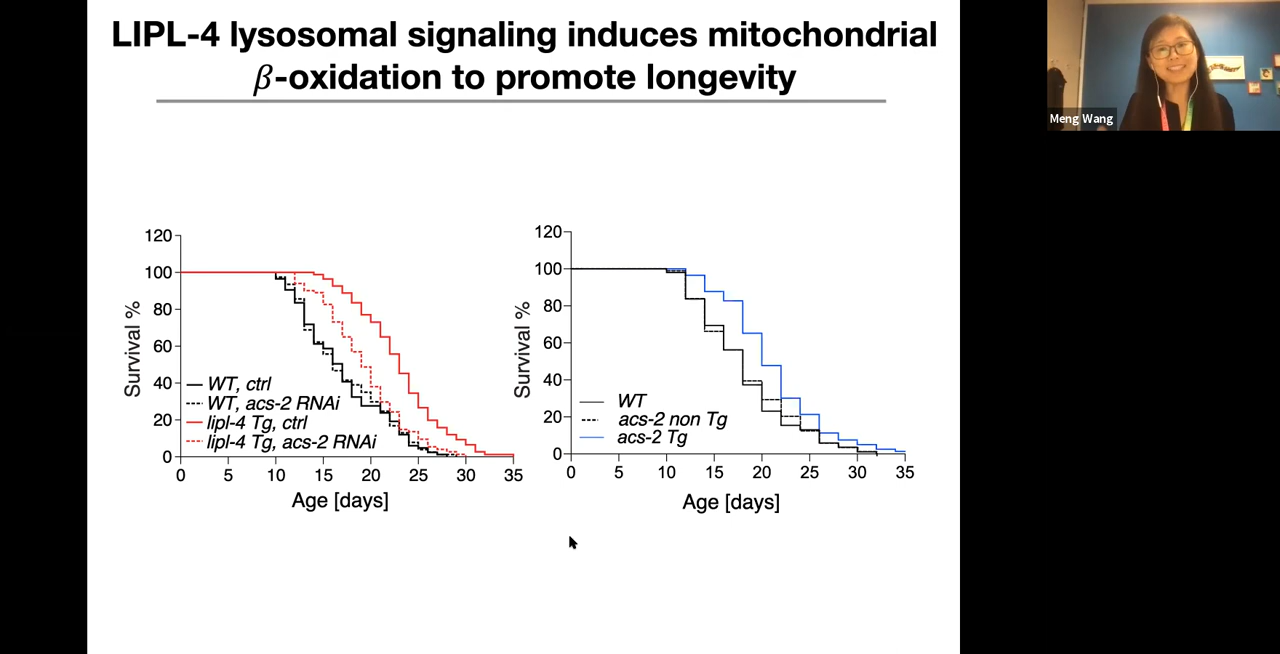 LIPL-4 lysosomal signaling induces mitochondrial
β-oxidation to promote longevity
Meng Wang
120
100
80
60
40
20
0
Survival %
WT, ctrl
WT, acs-2 RNAi
lipl-4 Tg, ctrl
lipl-4 Tg, acs-2 RNAi
0 5 10 15 20 25 30 35
Age [days]
120
100
80
60
40
20
0
Survival %
WT
acs-2 non Tg
acs-2 Tg
0 5 10 15 20 25 30 35
Age [days]